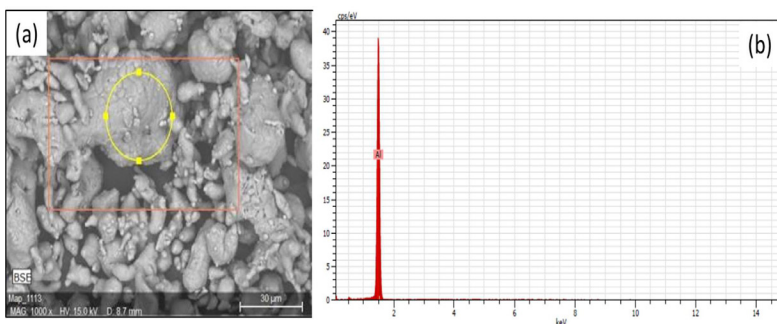 (a)
BSE
Map_1113
MAG: 1000 x HV: 15.0 kV D: 8.7 mm
30 µm
cps/eV
(b)
40
35
30
25
20
15
10
5
0
Al
2 4 6 8 10 12 14
keV